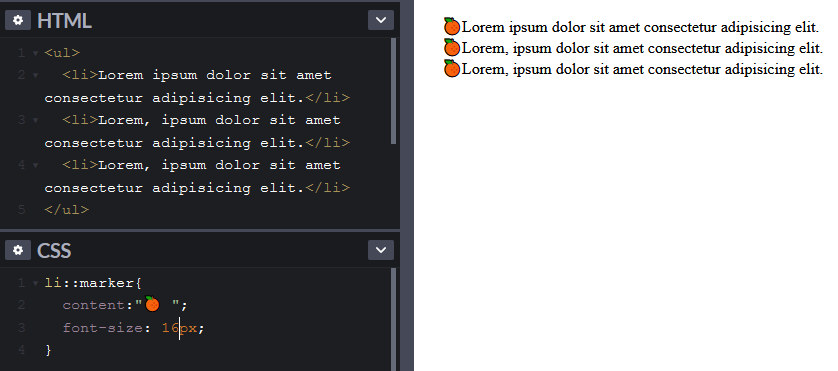 HTML
1 <ul>
2 <li>Lorem ipsum dolor sit amet
consectetur adipisicing elit.</li>
3 <li>Lorem, ipsum dolor sit amet
consectetur adipisicing elit.</li>
4 <li>Lorem, ipsum dolor sit amet
consectetur adipisicing elit.</li>
5 </ul>
CSS
1 li::marker{
2 content:"🍊 ";
3 font-size: 16px;
4 }
🍊Lorem ipsum dolor sit amet consectetur adipisicing elit.
🍊Lorem, ipsum dolor sit amet consectetur adipisicing elit.
🍊Lorem, ipsum dolor sit amet consectetur adipisicing elit.